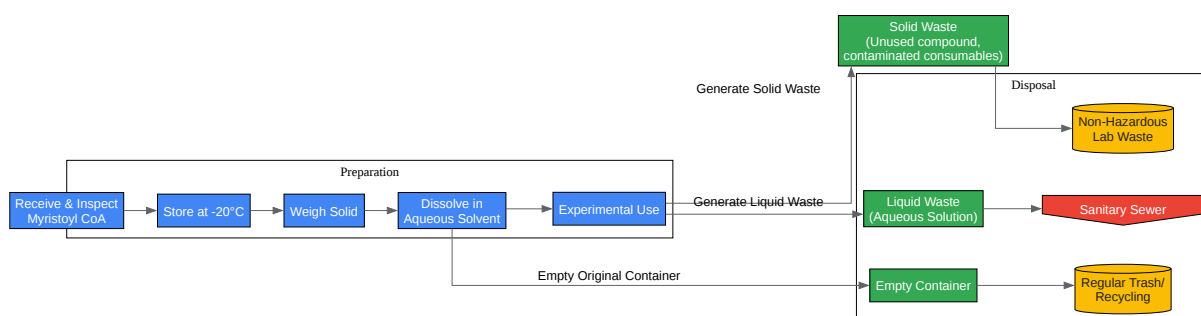 Solid Waste
(Unused compound,
contaminated consumables)
Generate Solid Waste
Disposal
Non-Hazardous
Lab Waste
Preparation
Receive & Inspect
Myristoyl CoA
Store at -20°C
Weigh Solid
Dissolve in
Aqueous Solvent
Experimental Use
Generate Liquid Waste
Liquid Waste
(Aqueous Solution)
Sanitary Sewer
Empty Original Container
Empty Container
Regular Trash/
Recycling